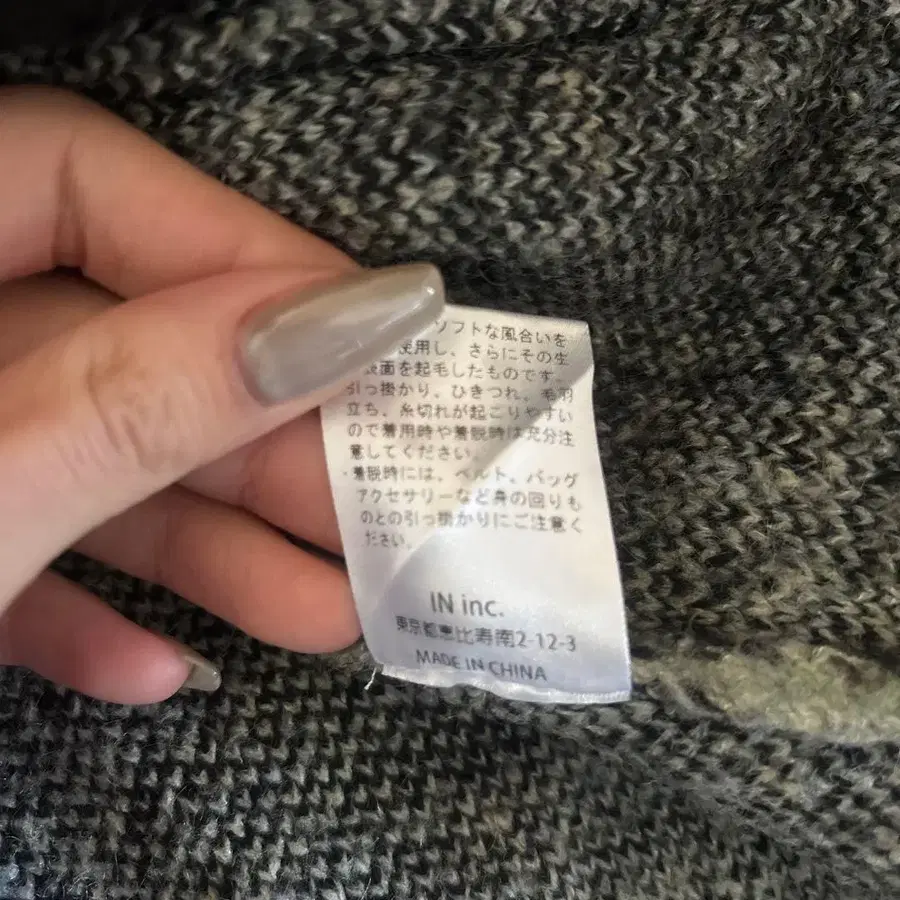 ソフトな風合いを
使用し、さらにその生
表面を起毛したものです。
引っ掛かり、ひきつれ、毛羽
立ち、糸切れが起こりやすい
ので着用時や着脱時は充分注
意してください。
・着脱時には、ベルト、バッグ
アクセサリーなど身の回りも
のとの引っ掛かりにご注意く
ださい。
IN inc.
東京都恵比寿南2-12-3
MADE IN CHINA